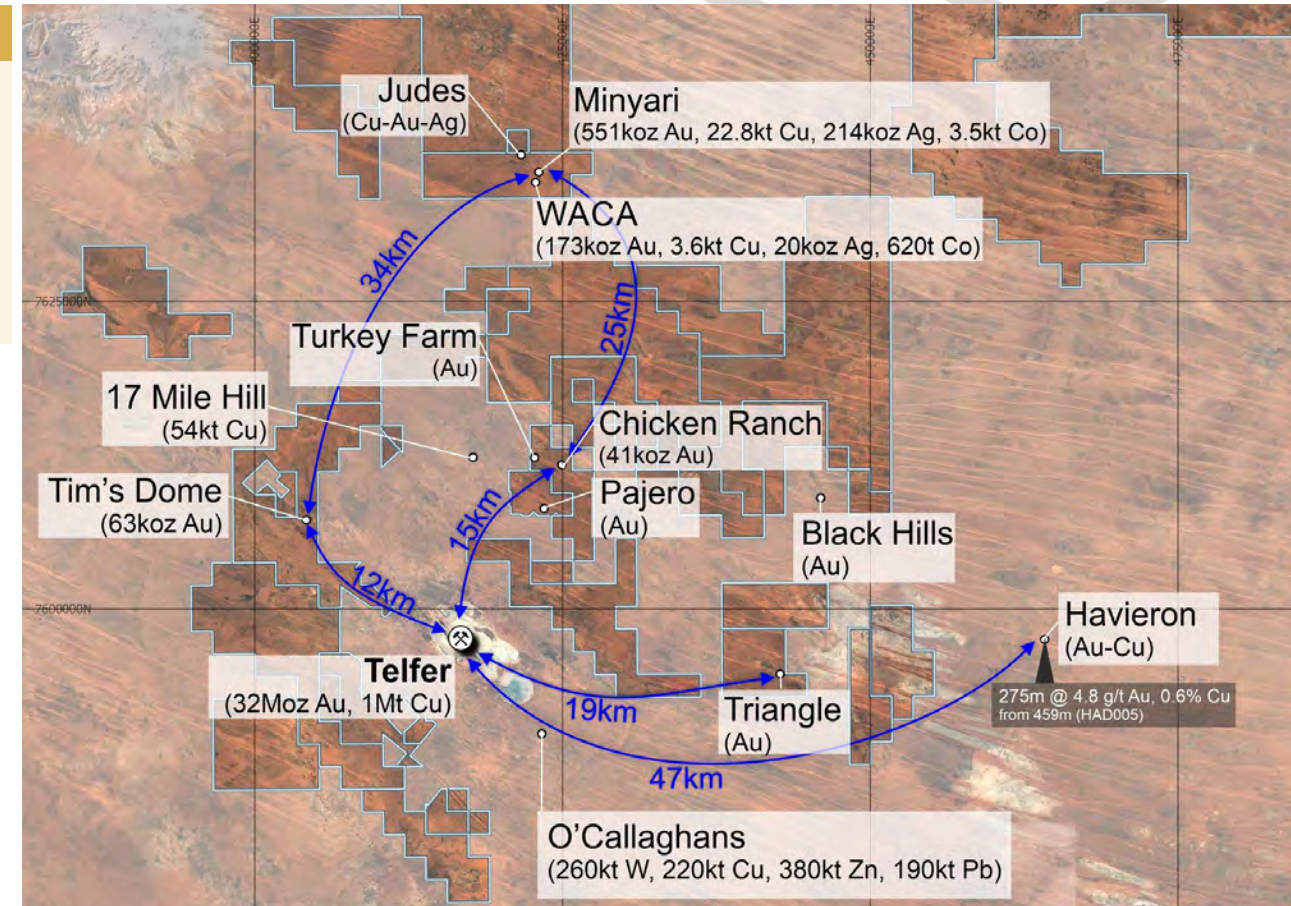 400000E
425000E
450000E
475000E
Judes
(Cu-Au-Ag)
Minyari
(551koz Au, 22.8kt Cu, 214koz Ag, 3.5kt Co)
WACA
(173koz Au, 3.6kt Cu, 20koz Ag, 620t Co)
34km
25km
7625000N
Turkey Farm
(Au)
17 Mile Hill
(54kt Cu)
Chicken Ranch
(41koz Au)
Tim's Dome
(63koz Au)
Pajero
(Au)
15km
Black Hills
(Au)
12km
7600000N
Havieron
(Au-Cu)
275m @ 4.8 g/t Au, 0.6% Cu
from 459m (HAD005)
Telfer
(32Moz Au, 1Mt Cu)
19km
Triangle
(Au)
47km
O'Callaghans
(260kt W, 220kt Cu, 380kt Zn, 190kt Pb)